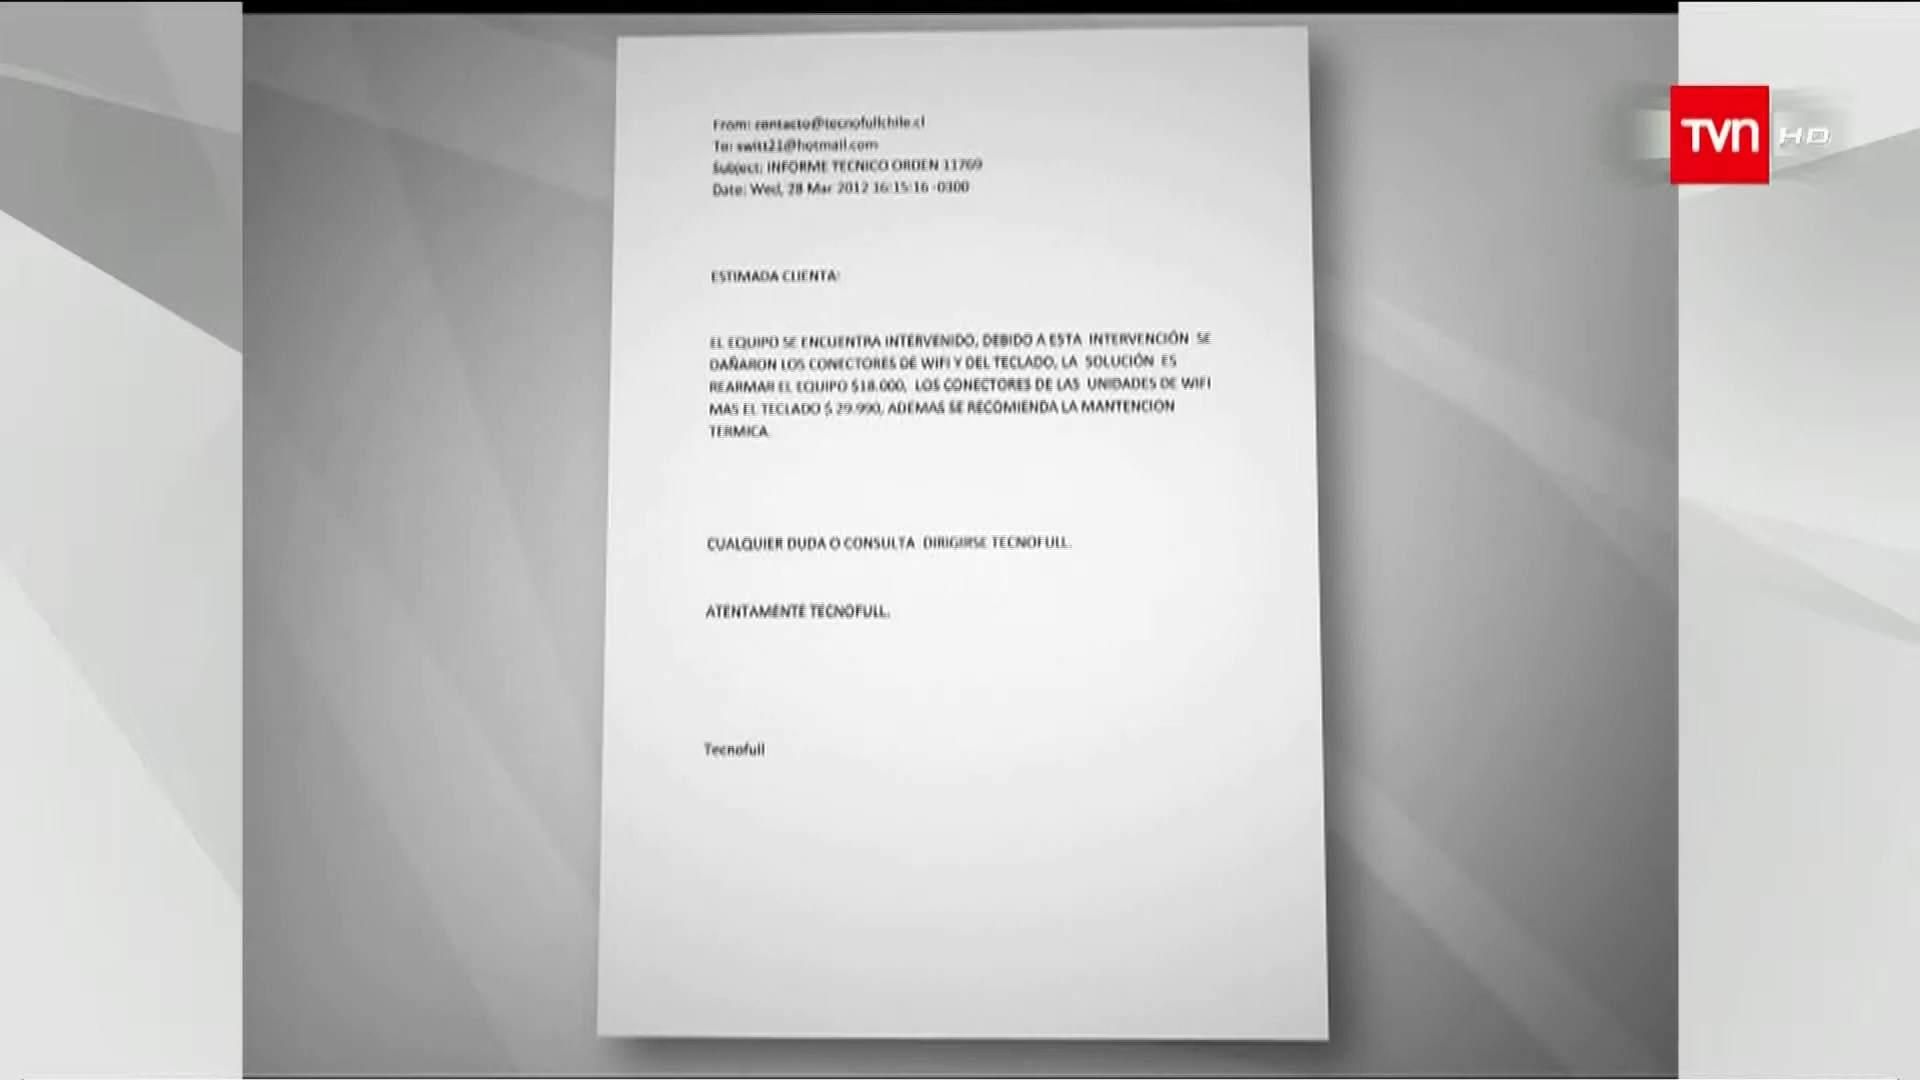 From: contacto@tecnofullchile.cl
To: switt21@hotmail.com
Subject: INFORME TECNICO ORDEN 11769
Date: Wed, 28 Mar 2012 16:15:16 -0300
ESTIMADA CLIENTA:
EL EQUIPO SE ENCUENTRA INTERVENIDO, DEBIDO A ESTA INTERVENCIÓN SE
DAÑARON LOS CONECTORES DE WIFI Y DEL TECLADO, LA SOLUCIÓN ES
REARMAR EL EQUIPO $18.000, LOS CONECTORES DE LAS UNIDADES DE WIFI
MAS EL TECLADO $ 29.990, ADEMAS SE RECOMIENDA LA MANTENCION
TERMICA.
CUALQUIER DUDA O CONSULTA DIRIGIRSE TECNOFULL.
ATENTAMENTE TECNOFULL.
Tecnofull
TVN HD